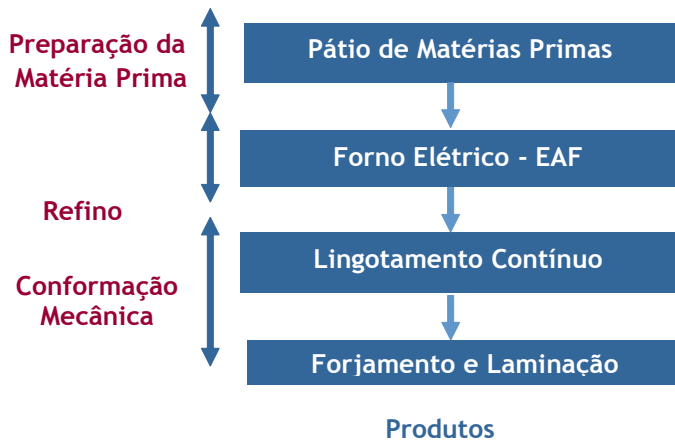 Preparação da
Matéria Prima
Pátio de Matérias Primas
Forno Elétrico - EAF
Refino
Lingotamento Contínuo
Conformação
Mecânica
Forjamento e Laminação
Produtos